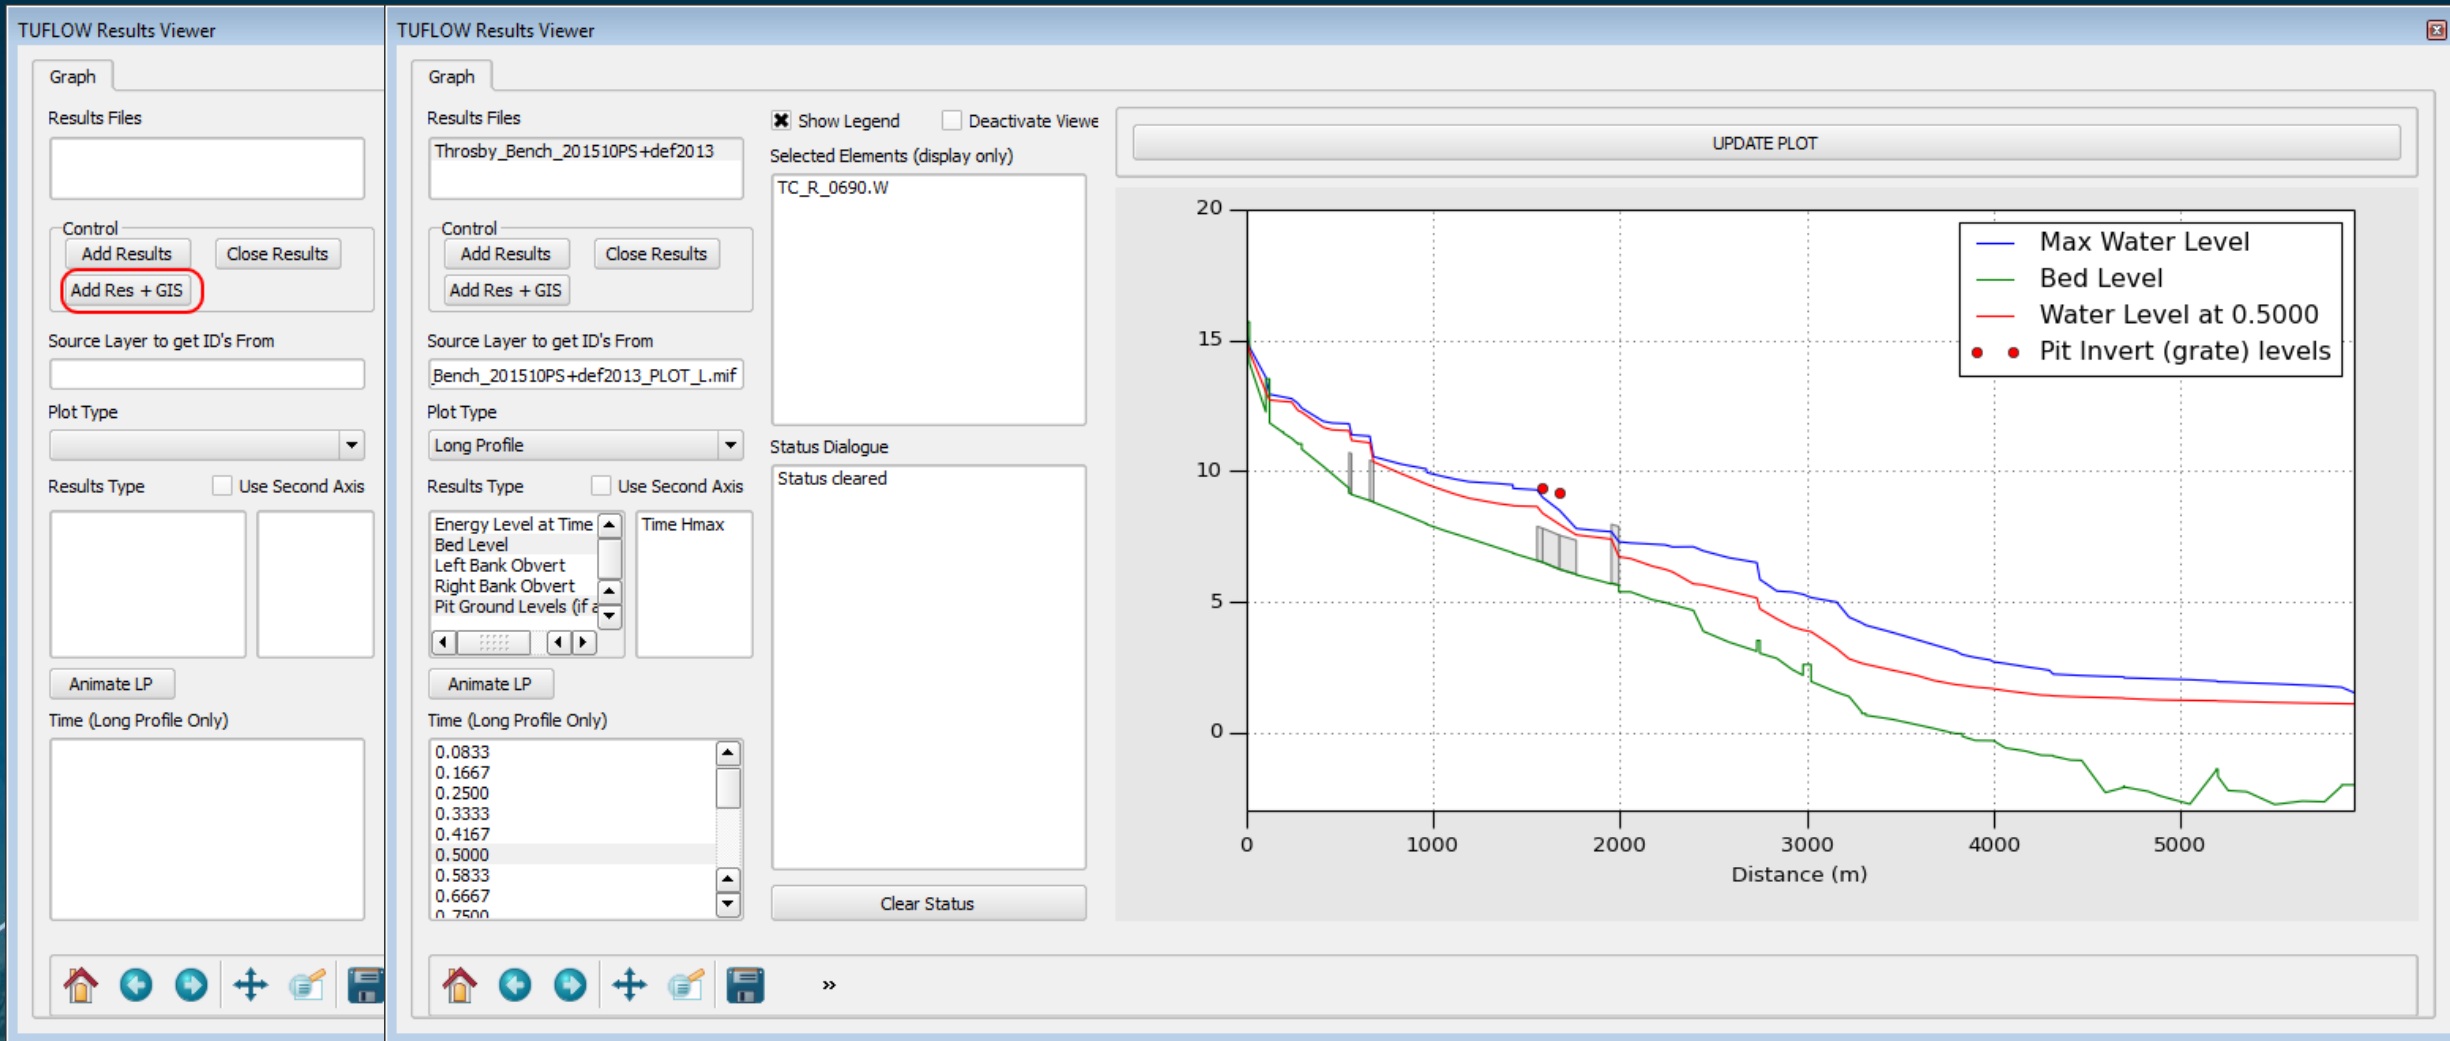 TUFLOW Results Viewer
Graph
Results Files
Control
Add Results
Close Results
Add Res + GIS
Source Layer to get ID's From
Plot Type
Results Type
Use Second Axis
Animate LP
Time (Long Profile Only)
TUFLOW Results Viewer
Graph
Results Files
Throsby_Bench_201510PS+def2013
Control
Add Results
Close Results
Add Res + GIS
Source Layer to get ID's From
Bench_201510PS+def2013_PLOT_L.mif
Plot Type
Long Profile
Results Type
Use Second Axis
Energy Level at Time
Bed Level
Left Bank Obvert
Right Bank Obvert
Pit Ground Levels (if a
Time Hmax
Animate LP
Time (Long Profile Only)
0.0833
0.1667
0.2500
0.3333
0.4167
0.5000
0.5833
0.6667
0.7500
Show Legend
Deactivate Viewe
Selected Elements (display only)
TC_R_0690.W
Status Dialogue
Status cleared
Clear Status
»
UPDATE PLOT
20
15
10
5
0
Max Water Level
Bed Level
Water Level at 0.5000
Pit Invert (grate) levels
0
1000
2000
3000
4000
5000
Distance (m)